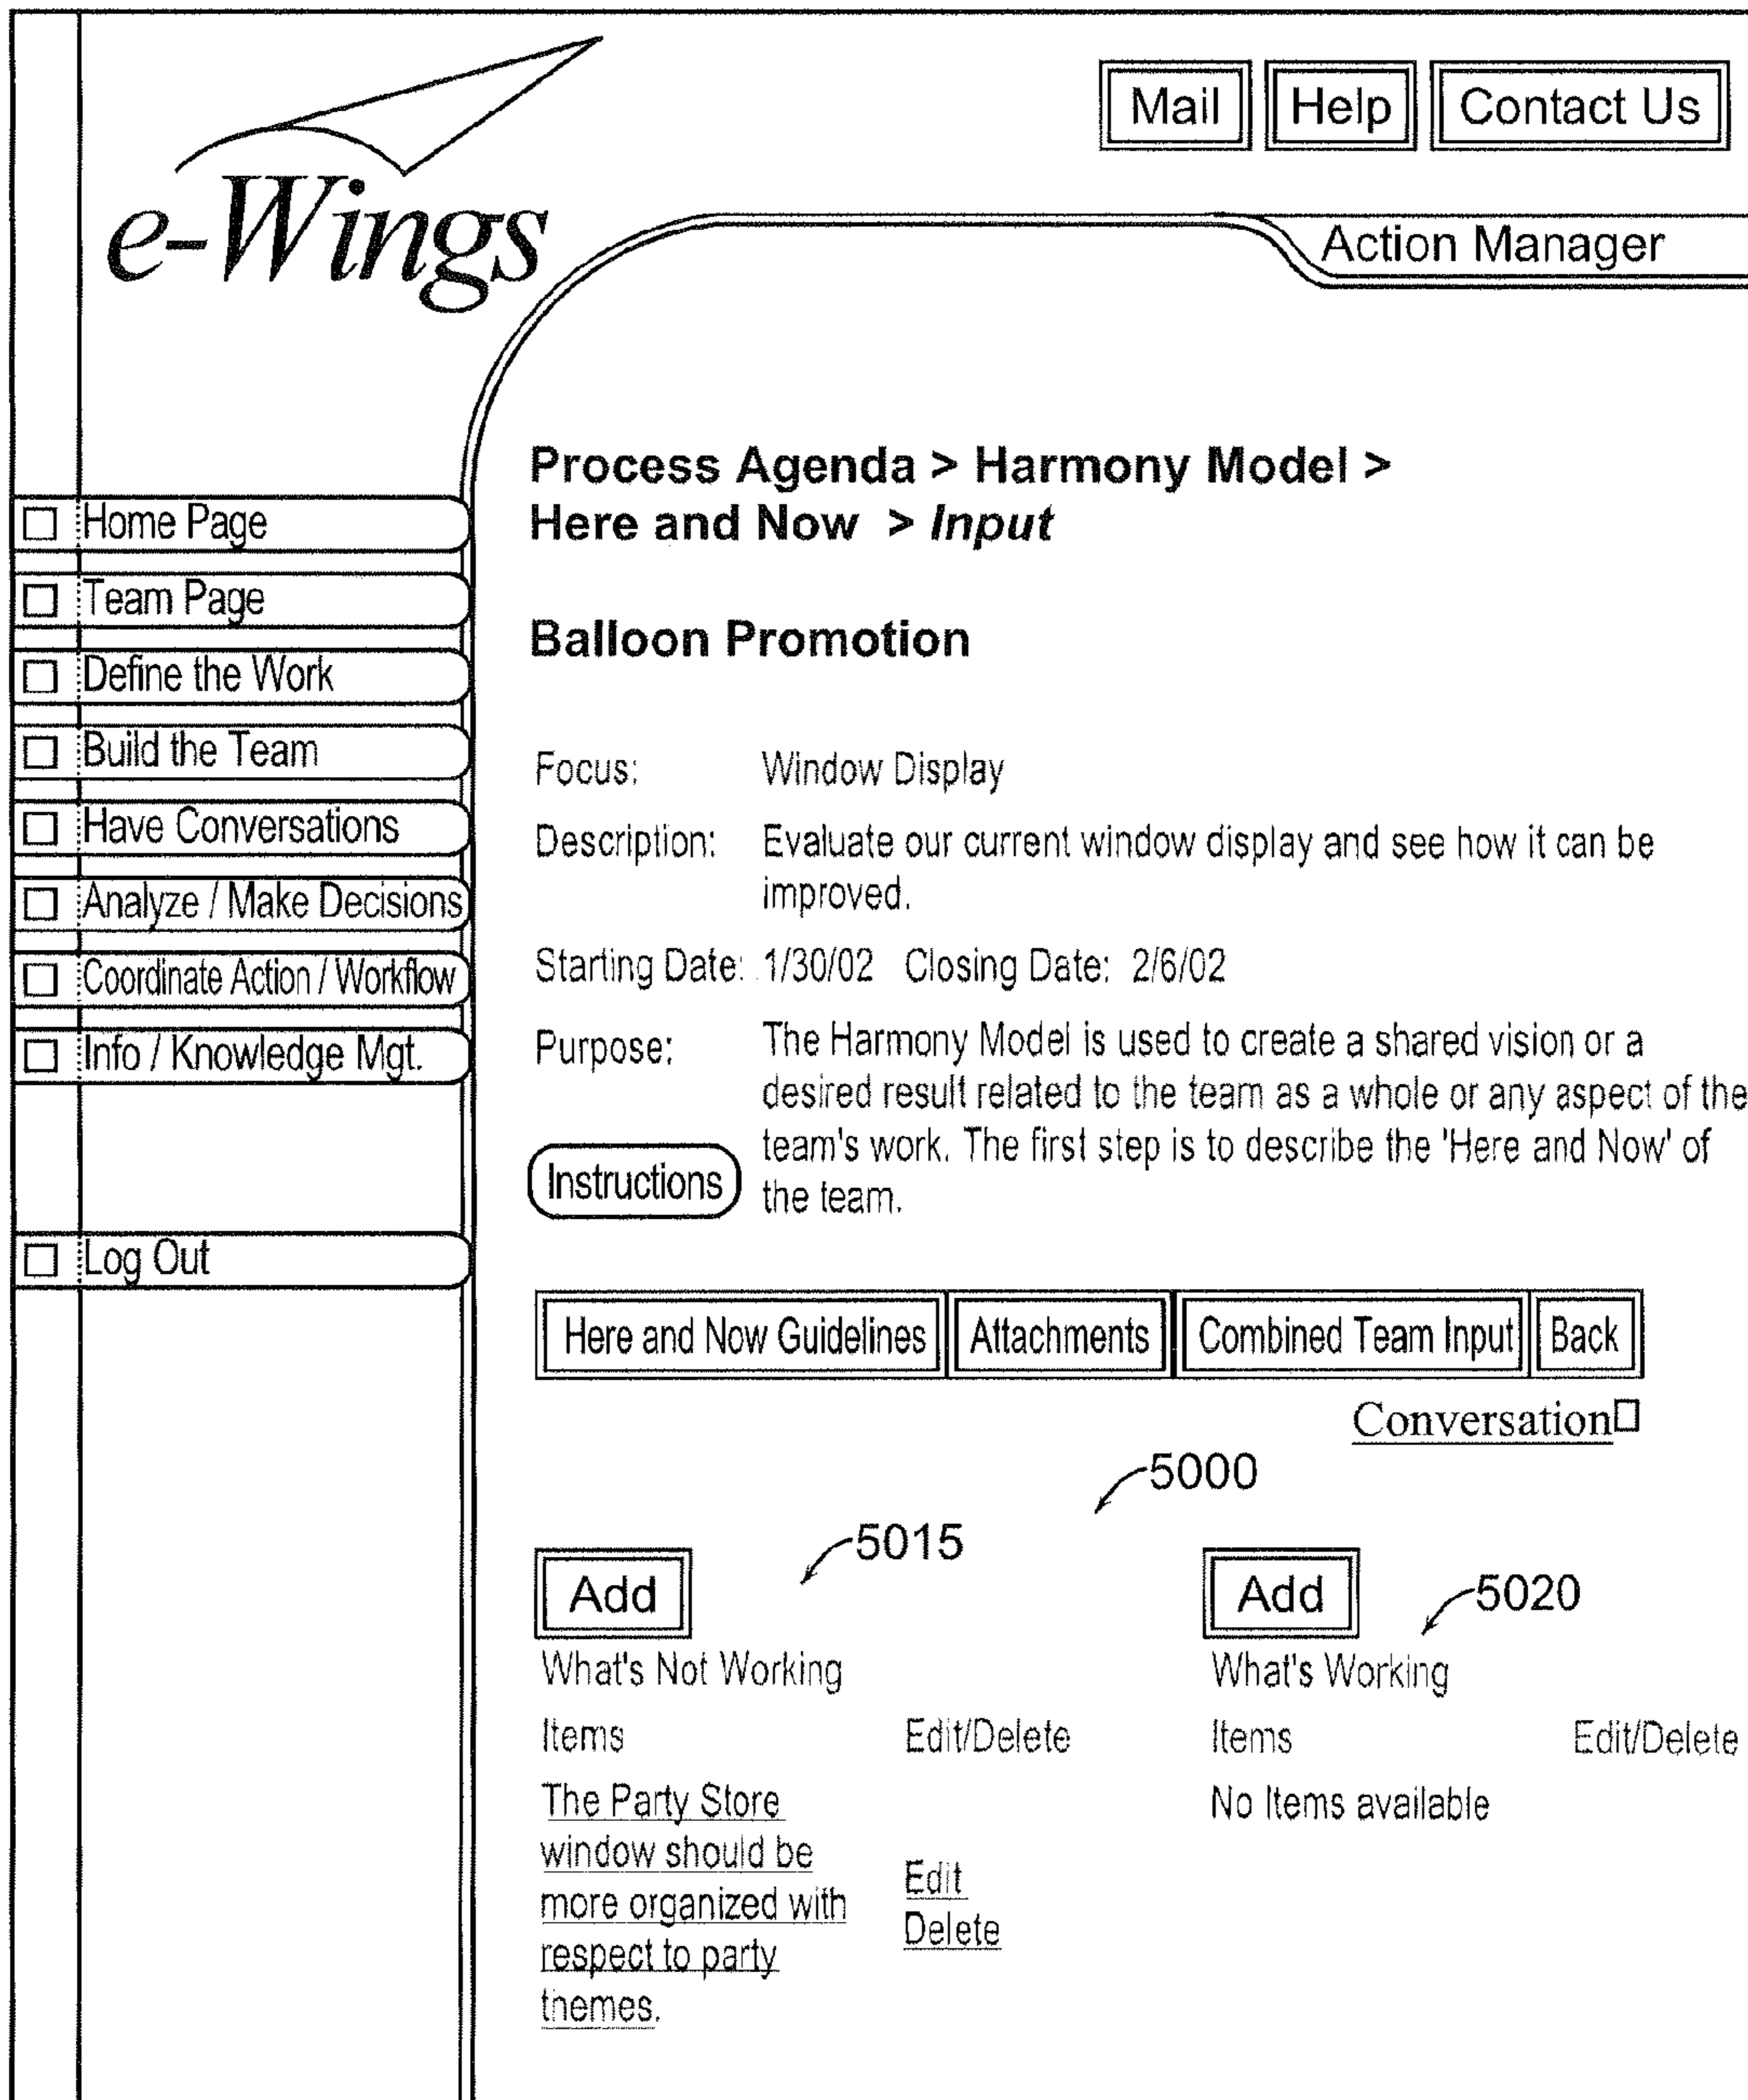 Mail Help Contact Us
e-Wings
Action Manager
Process Agenda > Harmony Model >
Here and Now > Input
Home Page
Team Page
Define the Work
Build the Team
Have Conversations
Analyze / Make Decisions
Coordinate Action / Workflow
Info / Knowledge Mgt.
Log Out
Balloon Promotion
Focus: Window Display
Description: Evaluate our current window display and see how it can be
improved.
Starting Date: 1/30/02 Closing Date: 2/6/02
Purpose: The Harmony Model is used to create a shared vision or a
desired result related to the team as a whole or any aspect of the
team's work. The first step is to describe the 'Here and Now' of
the team.
Instructions
Here and Now Guidelines Attachments Combined Team Input Back
Conversation
5000
5015
Add
What's Not Working
Items Edit/Delete
The Party Store
window should be
more organized with
respect to party
themes.
Edit
Delete
Add
5020
What's Working
Items Edit/Delete
No Items available